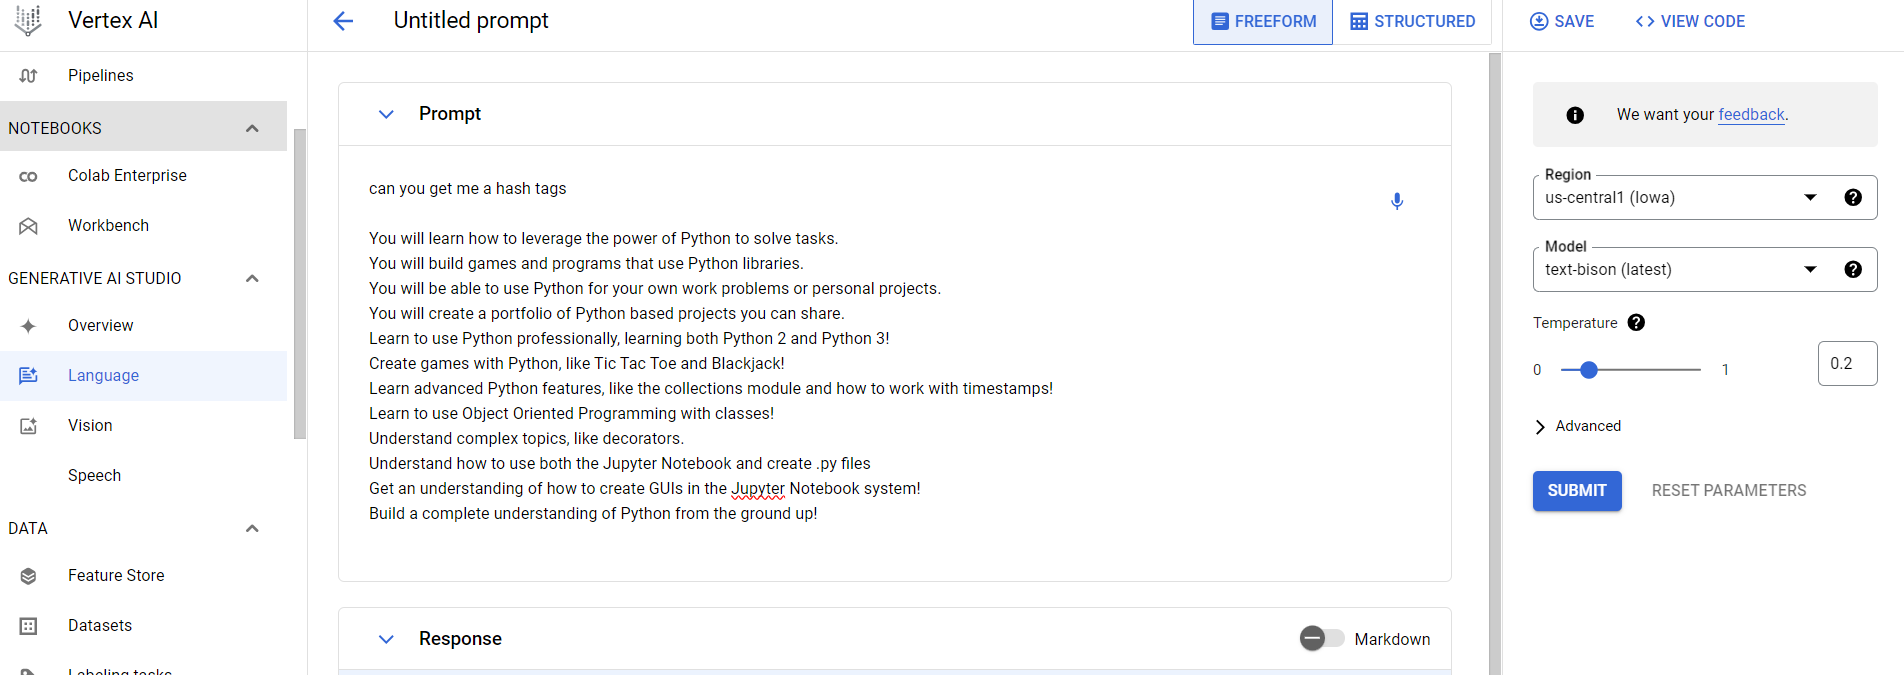 Vertex AI
Untitled prompt
FREEFORM
STRUCTURED
SAVE
VIEW CODE
Pipelines
NOTEBOOKS
Colab Enterprise
Workbench
GENERATIVE AI STUDIO
Overview
Language
Vision
Speech
DATA
Feature Store
Datasets
Labeling tasks
Prompt
can you get me a hash tags
You will learn how to leverage the power of Python to solve tasks.
You will build games and programs that use Python libraries.
You will be able to use Python for your own work problems or personal projects.
You will create a portfolio of Python based projects you can share.
Learn to use Python professionally, learning both Python 2 and Python 3!
Create games with Python, like Tic Tac Toe and Blackjack!
Learn advanced Python features, like the collections module and how to work with timestamps!
Learn to use Object Oriented Programming with classes!
Understand complex topics, like decorators.
Understand how to use both the Jupyter Notebook and create .py files
Get an understanding of how to create GUIs in the Jupyter Notebook system!
Build a complete understanding of Python from the ground up!
Response
Markdown
We want your feedback.
Region
us-central1 (Iowa)
Model
text-bison (latest)
Temperature
0
1
0.2
Advanced
SUBMIT
RESET PARAMETERS